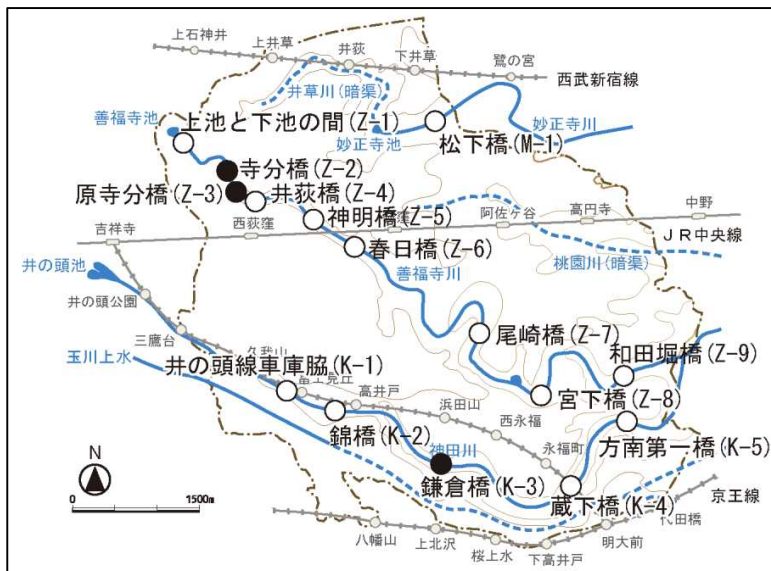 上石神井
上井草
井荻
下井草
鷺の宮
西武新宿線
井草川(暗渠)
善福寺池
上池と下池の間(Z-1)
妙正寺池
松下橋(M-1)
妙正寺川
寺分橋(Z-2)
原寺分橋(Z-3)
井荻橋(Z-4)
神明橋(Z-5)
吉祥寺
西荻窪
阿佐ヶ谷
高円寺
中野
JR中央線
春日橋(Z-6)
善福寺川
桃園川(暗渠)
井の頭池
井の頭公園
三鷹台
尾崎橋(Z-7)
和田堀橋(Z-9)
玉川上水
久我山
井の頭線車庫脇(K-1)
富士見丘
高井戸
浜田山
西永福
宮下橋(Z-8)
錦橋(K-2)
永福町
方南第一橋(K-5)
神田川
鎌倉橋(K-3)
蔵下橋(K-4)
京王線
N
0
1500m
八幡山
上北沢
桜上水
下高井戸
明大前
代田橋